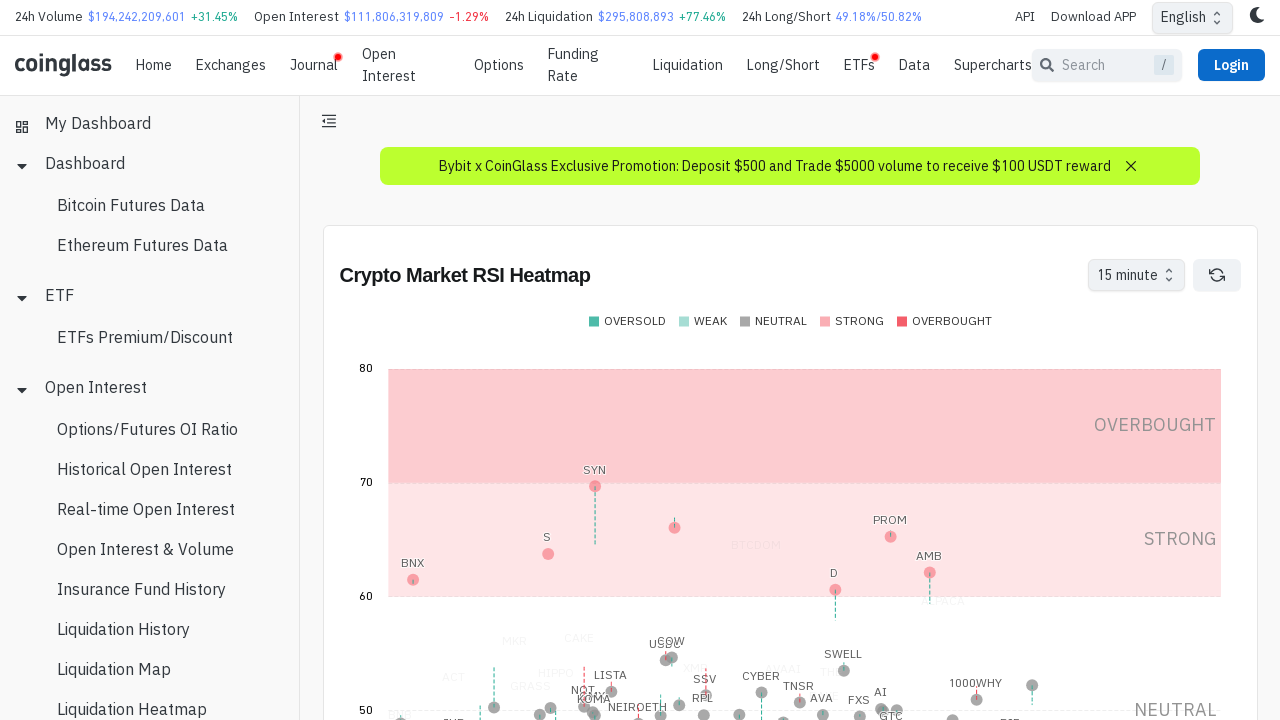 24h Volume $194,242,209,601 +31.45% Open Interest $111,806,319,809 -1.29% 24h Liquidation $295,808,893 +77.46% 24h Long/Short 49.18%/50.82% API Download APP English
coinglass Home Exchanges Journal Open Interest Options Funding Rate Liquidation Long/Short ETFs Data Supercharts Search / Login
My Dashboard
Dashboard
Bitcoin Futures Data
Ethereum Futures Data
ETF
ETFs Premium/Discount
Open Interest
Options/Futures OI Ratio
Historical Open Interest
Real-time Open Interest
Open Interest & Volume
Insurance Fund History
Liquidation History
Liquidation Map
Liquidation Heatmap
Bybit x CoinGlass Exclusive Promotion: Deposit $500 and Trade $5000 volume to receive $100 USDT reward
Crypto Market RSI Heatmap 15 minute
OVERSOLD WEAK NEUTRAL STRONG OVERBOUGHT
80
OVERBOUGHT
SYN
70
PROM
S
STRONG
BTCDOM
AMB
BNX
D
60
MKR CAKE
COW
USDC
SWELL
XMR
HIPPO LISTA
ACT
SSV CYBER
GRASS
1000WHY
TNSR
NOT
AI
RPL AVA FXS
NEIROETH
NEUTRAL
50
GTC